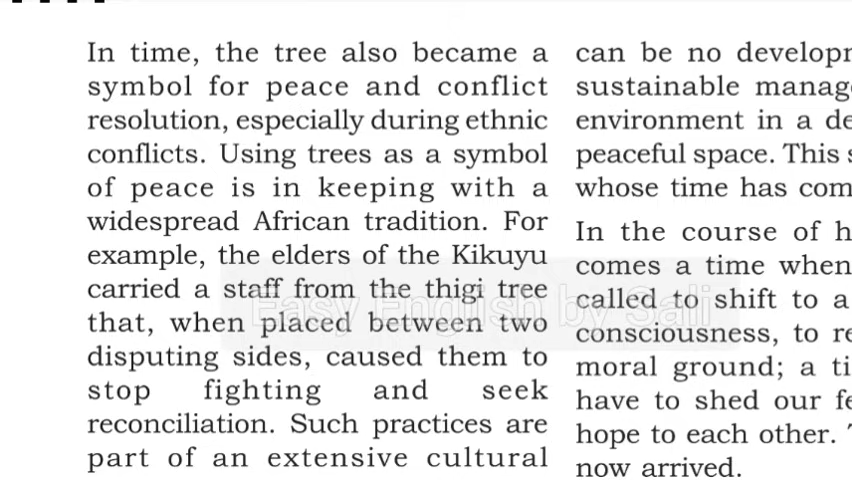 In time, the tree also became a
symbol for peace and conflict
resolution, especially during ethnic
conflicts. Using trees as a symbol
of peace is in keeping with a
widespread African tradition. For
example, the elders of the Kikuyu
carried a staff from the thigi tree
that, when placed between two
disputing sides, caused them to
stop fighting and seek
reconciliation. Such practices are
part of an extensive cultural
can be no
sustainable
environment in a
peaceful space. This
whose time has
In the course of
comes a time when
called to shift to a
consciousness, to
moral ground; a
have to shed our
hope to each other.
now arrived.
Easy English by Sali